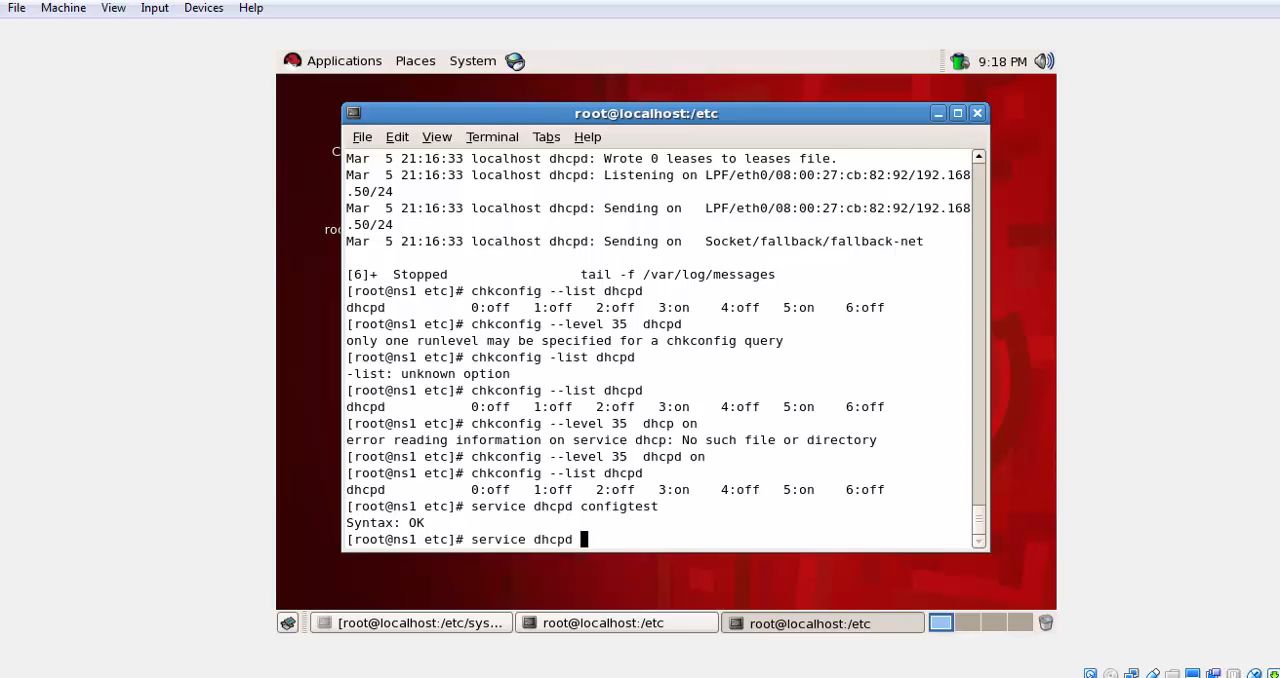 File Machine View Input Devices Help
Applications Places System 9:18 PM
root@localhost:/etc
File Edit View Terminal Tabs Help
C
roo
Mar  5 21:16:33 localhost dhcpd: Wrote 0 leases to leases file.
Mar  5 21:16:33 localhost dhcpd: Listening on LPF/eth0/08:00:27:cb:82:92/192.168
.50/24
Mar  5 21:16:33 localhost dhcpd: Sending on   LPF/eth0/08:00:27:cb:82:92/192.168
.50/24
Mar  5 21:16:33 localhost dhcpd: Sending on   Socket/fallback/fallback-net
[6]+  Stopped                 tail -f /var/log/messages
[root@ns1 etc]# chkconfig --list dhcpd
dhcpd           0:off   1:off   2:off   3:on    4:off   5:on    6:off
[root@ns1 etc]# chkconfig --level 35  dhcpd
only one runlevel may be specified for a chkconfig query
[root@ns1 etc]# chkconfig -list dhcpd
-list: unknown option
[root@ns1 etc]# chkconfig --list dhcpd
dhcpd           0:off   1:off   2:off   3:on    4:off   5:on    6:off
[root@ns1 etc]# chkconfig --level 35  dhcp on
error reading information on service dhcp: No such file or directory
[root@ns1 etc]# chkconfig --level 35  dhcpd on
[root@ns1 etc]# chkconfig --list dhcpd
dhcpd           0:off   1:off   2:off   3:on    4:off   5:on    6:off
[root@ns1 etc]# service dhcpd configtest
Syntax: OK
[root@ns1 etc]# service dhcpd
[root@localhost:/etc/sys... root@localhost:/etc root@localhost:/etc